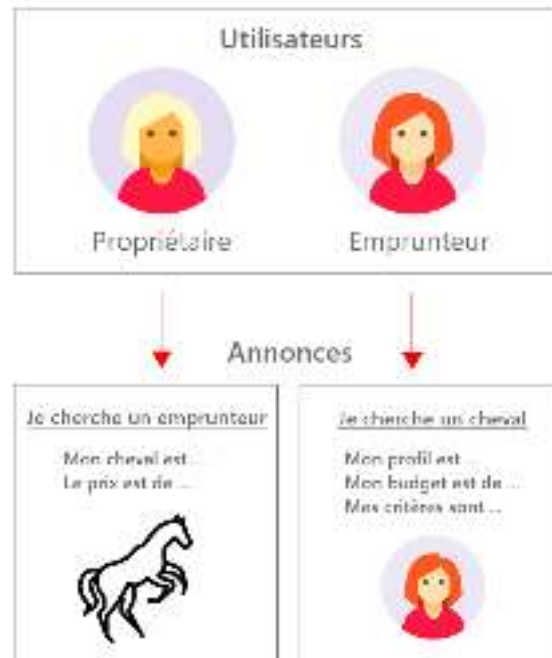 Utilisateurs
Propriétaire
Emprunteur
Annonces
Je cherche un emprunteur
Mon cheval est ...
Le prix est de ...
Je cherche un cheval
Mon profil est ...
Mon budget est de ...
Mes critères sont ...